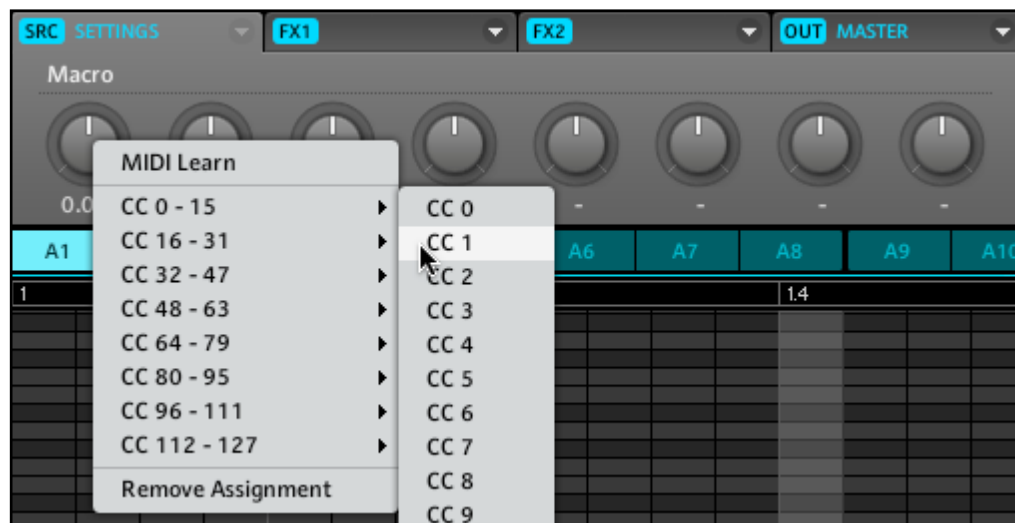 SRC SETTINGS FX1 FX2 OUT MASTER
Macro
MIDI Learn
CC 0 - 15
CC 16 - 31
CC 32 - 47
CC 48 - 63
CC 64 - 79
CC 80 - 95
CC 96 - 111
CC 112 - 127
Remove Assignment
CC 0
CC 1
CC 2
CC 3
CC 4
CC 5
CC 6
CC 7
CC 8
CC 9
- - - -
A1 A6 A7 A8 A9 A10
1 1.4